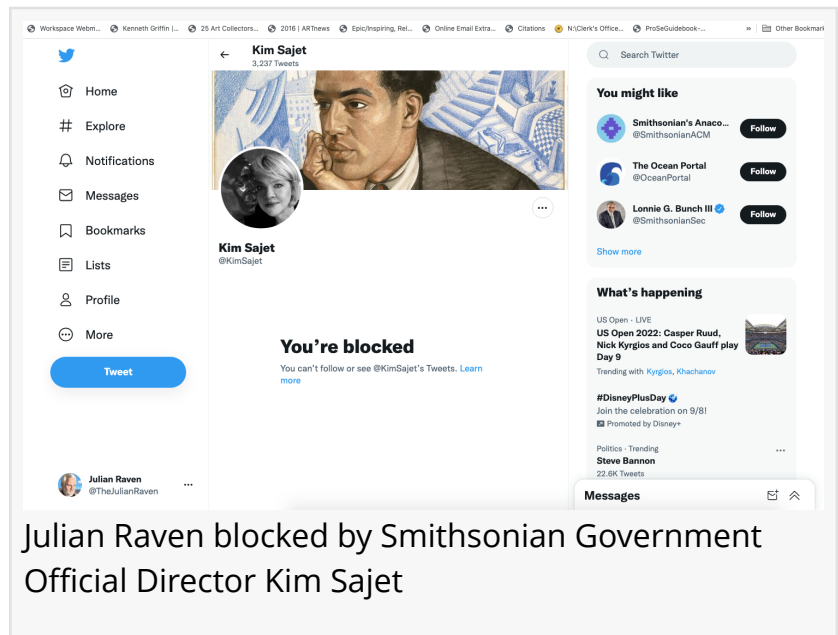 Workspace Webm...
Kenneth Griffin |...
25 Art Collectors...
2016 | ARTnews
Epic/Inspiring, Rel...
Online Email Extra...
Citations
N:\Clerk's Office...
ProSeGuidebook-...
»
Other Bookmark
Home
Explore
Notifications
Messages
Bookmarks
Lists
Profile
More
Tweet
Julian Raven
@TheJulianRaven
Kim Sajet
3,237 Tweets
Kim Sajet
@KimSajet
You're blocked
You can't follow or see @KimSajet's Tweets. Learn
more
Search Twitter
You might like
Smithsonian's Anaco...
@SmithsonianACM
Follow
The Ocean Portal
@OceanPortal
Follow
Lonnie G. Bunch III
@SmithsonianSec
Follow
Show more
What's happening
US Open · LIVE
US Open 2022: Casper Ruud,
Nick Kyrgios and Coco Gauff play
Day 9
Trending with Kyrgios, Khachanov
#DisneyPlusDay
Join the celebration on 9/8!
Promoted by Disney+
Politics · Trending
Steve Bannon
22.6K Tweets
Messages
Julian Raven blocked by Smithsonian Government
Official Director Kim Sajet